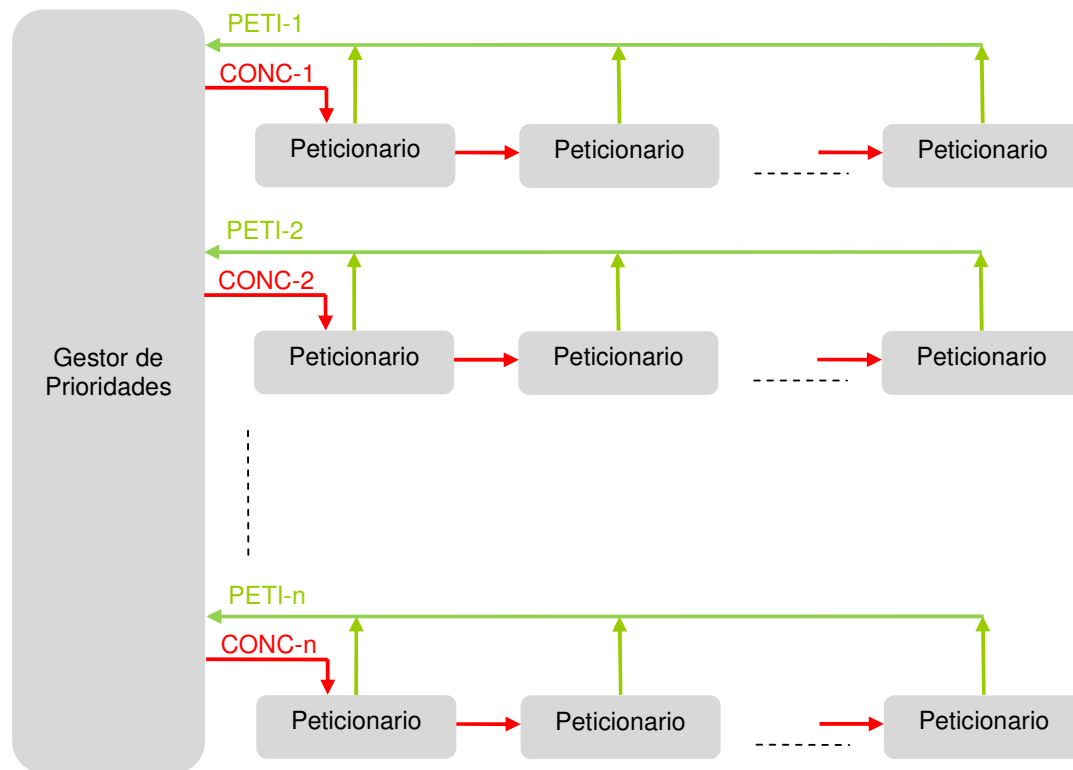 PETI-1
CONC-1
Peticionario
Peticionario
Peticionario
PETI-2
CONC-2
Peticionario
Peticionario
Peticionario
Gestor de
Prioridades
PETI-n
CONC-n
Peticionario
Peticionario
Peticionario